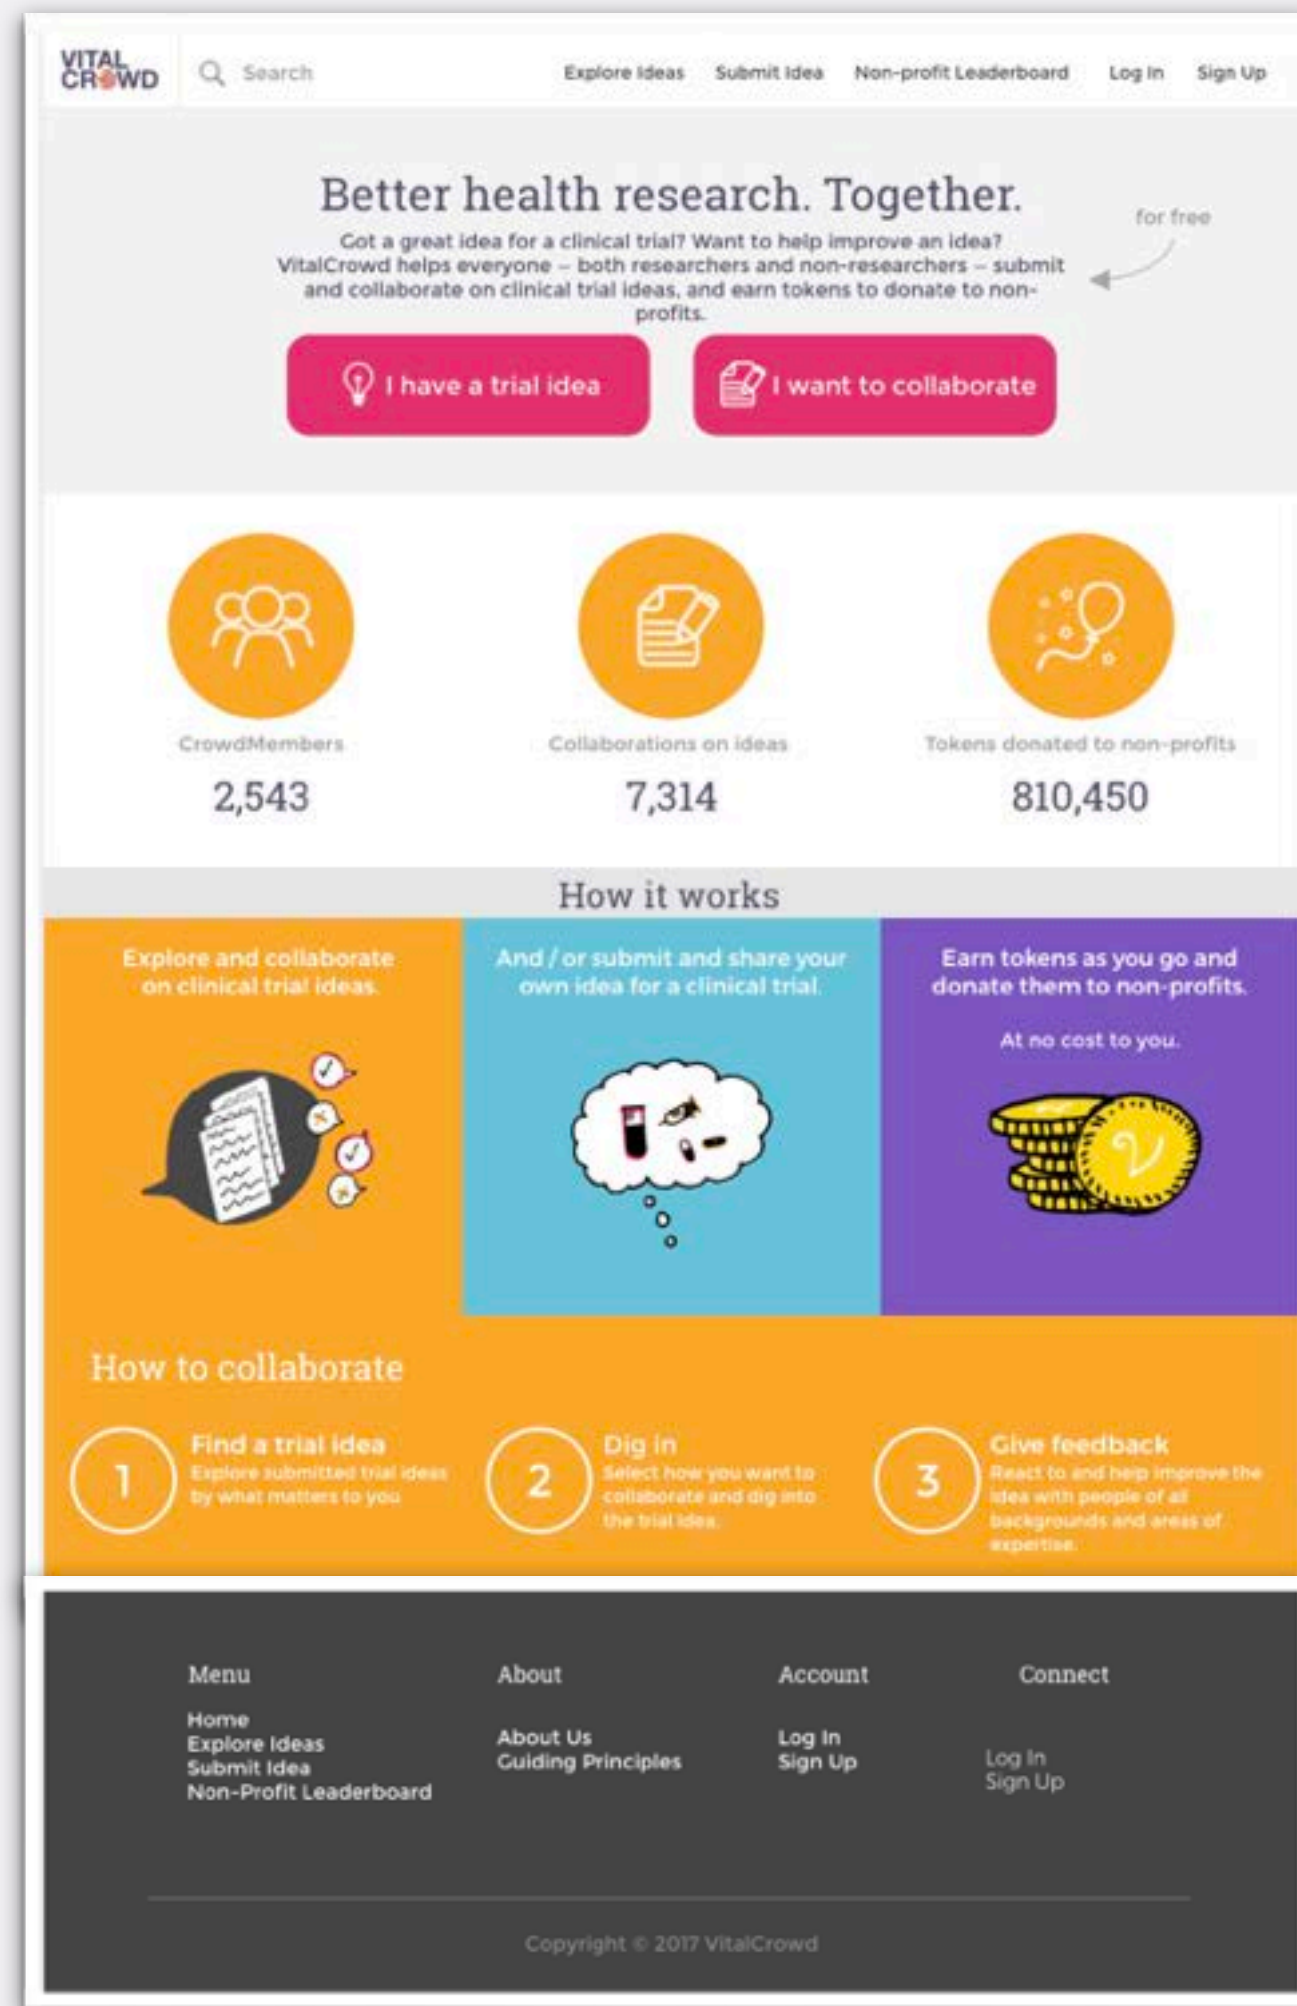 VITAL
CROWD
Search
Explore Ideas
Submit Idea
Non-profit Leaderboard
Log In
Sign Up
Better health research. Together.
for free
Got a great idea for a clinical trial? Want to help improve an idea?
VitalCrowd helps everyone – both researchers and non-researchers – submit
and collaborate on clinical trial ideas, and earn tokens to donate to non-
profits.
I have a trial idea
I want to collaborate
CrowdMembers
2,543
Collaborations on ideas
7,314
Tokens donated to non-profits
810,450
How it works
Explore and collaborate
on clinical trial ideas.
And / or submit and share your
own idea for a clinical trial.
Earn tokens as you go and
donate them to non-profits.
At no cost to you.
V
How to collaborate
1
Find a trial idea
Explore submitted trial ideas
by what matters to you
2
Dig in
Select how you want to
collaborate and dig into
the trial idea.
3
Give feedback
React to and help improve the
idea with people of all
backgrounds and areas of
expertise.
Menu
Home
Explore Ideas
Submit Idea
Non-Profit Leaderboard
About
About Us
Guiding Principles
Account
Log In
Sign Up
Connect
Log In
Sign Up
Copyright © 2017 VitalCrowd